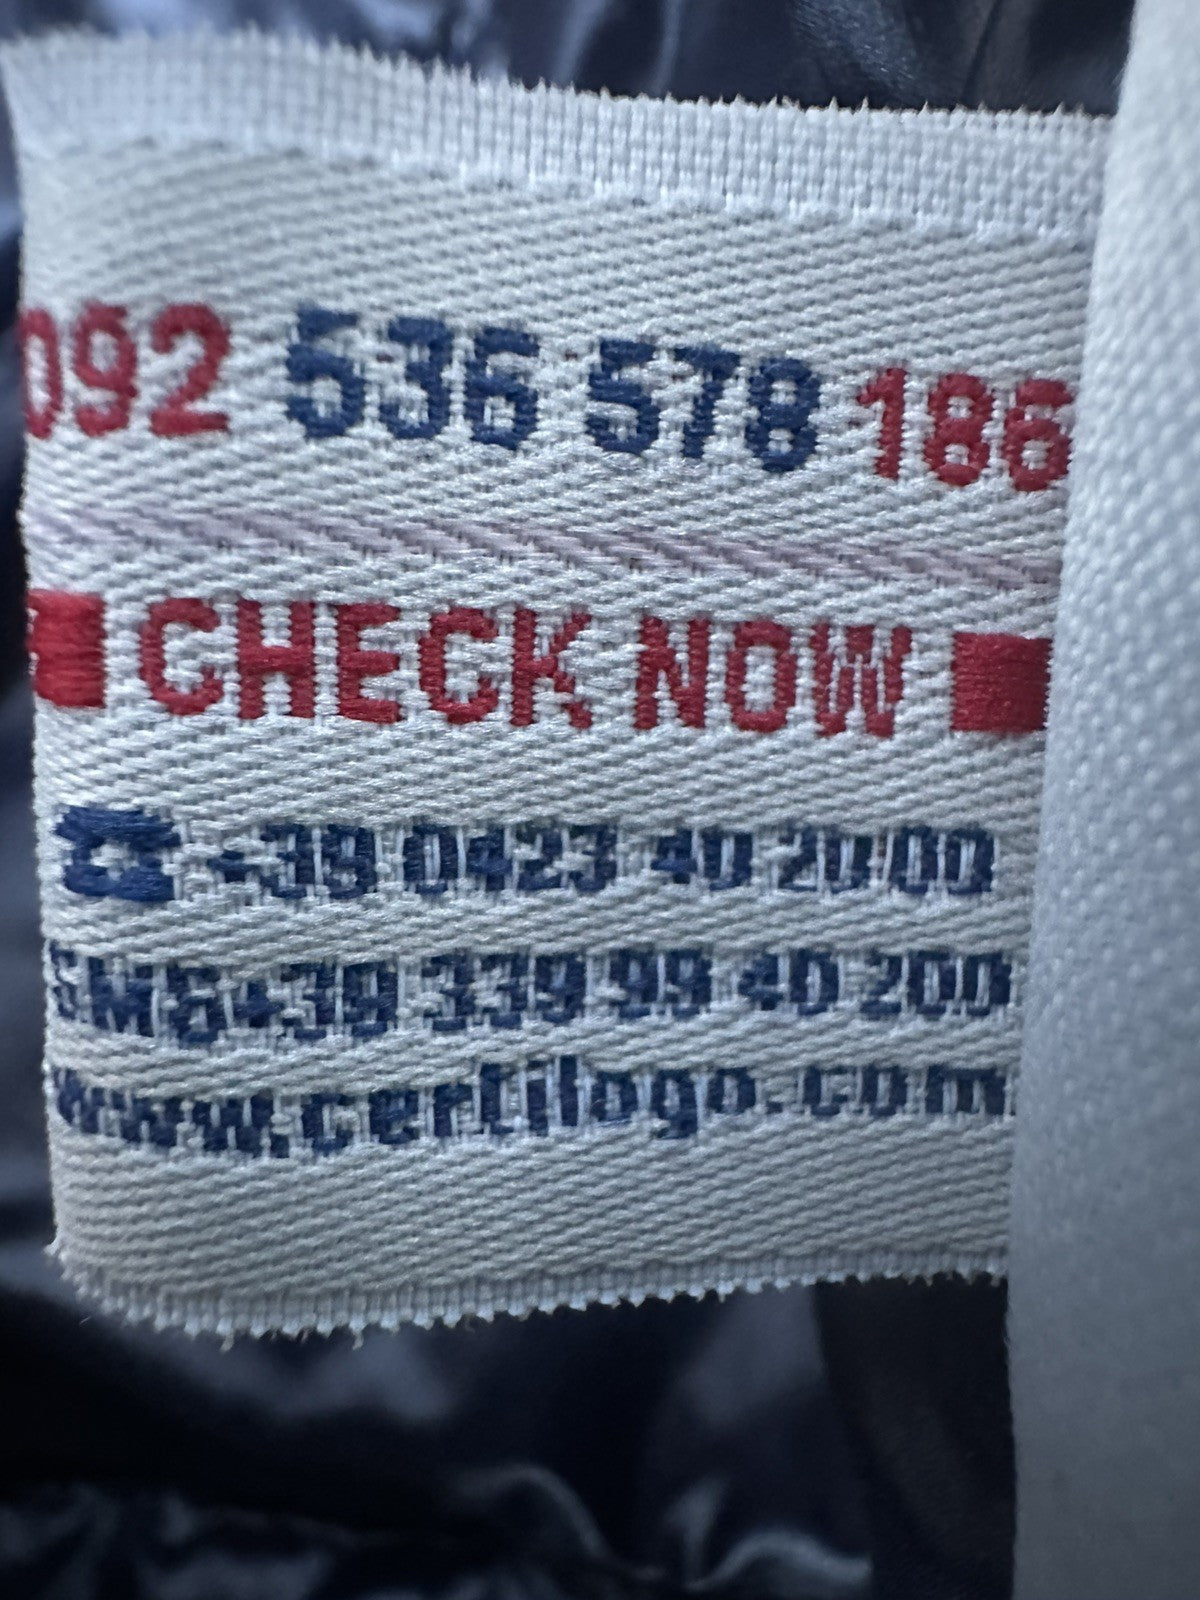 092 536 578 186
CHECK NOW
☎ +39 0423 40 20 00
SMS +39 339 99 40 200
www.certilogo.com